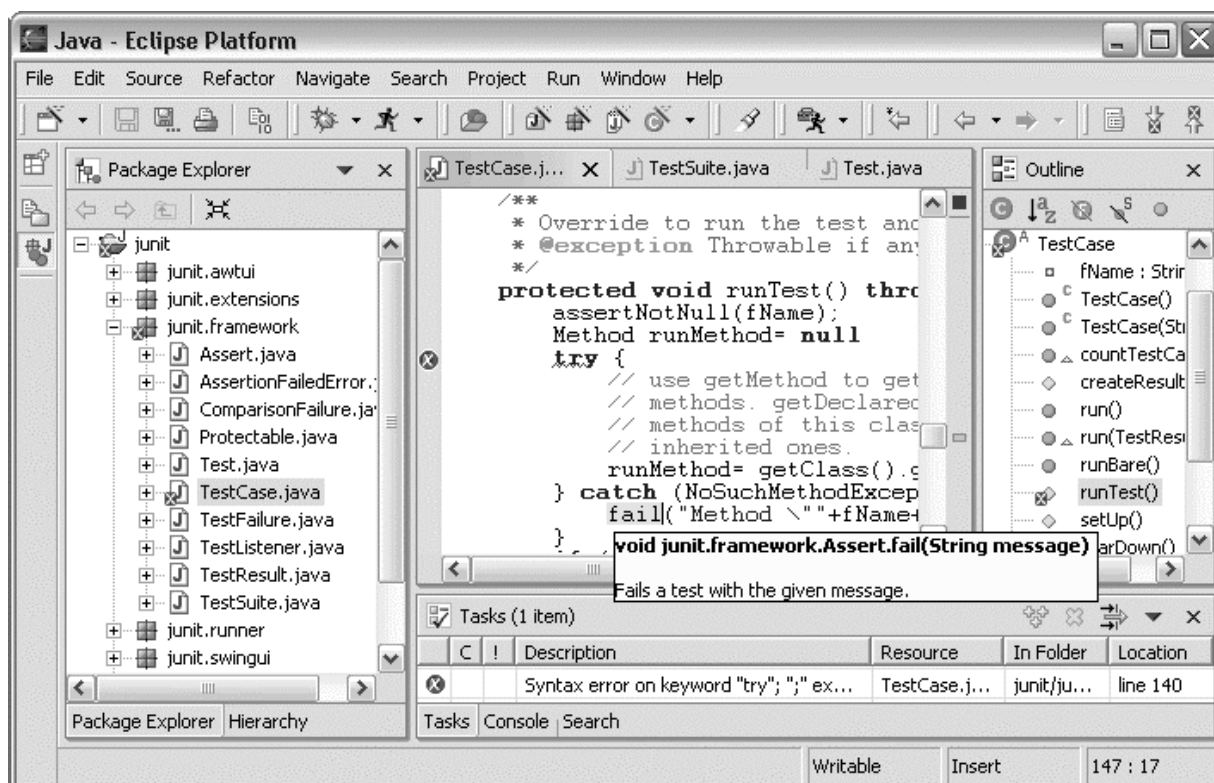 Java - Eclipse Platform
File Edit Source Refactor Navigate Search Project Run Window Help
Package Explorer
junit
junit.awtui
junit.extensions
junit.framework
Assert.java
AssertionFailedError.
ComparisonFailure.ja
Protectable.java
Test.java
TestCase.java
TestFailure.java
TestListener.java
TestResult.java
TestSuite.java
junit.runner
junit.swingui
Package Explorer Hierarchy
TestCase.j... TestSuite.java Test.java
/**
* Override to run the test and
* @exception Throwable if any
*/
protected void runTest() thro
assertNotNull(fName);
Method runMethod= null
try {
// use getMethod to get
// methods. getDeclared
// methods of this clas
// inherited ones.
runMethod= getClass().g
} catch (NoSuchMethodExcep
fail("Method \""+fName+
}
void junit.framework.Assert.fail(String message)
Fails a test with the given message.
Outline
TestCase
fName : Strin
TestCase()
TestCase(Str
countTestCa
createResult
run()
run(TestResu
runBare()
runTest()
setUp()
arDown()
Tasks (1 item)
C ! Description Resource In Folder Location
Syntax error on keyword "try"; ";" ex... TestCase.j... junit/ju... line 140
Tasks Console Search
Writable Insert 147 : 17